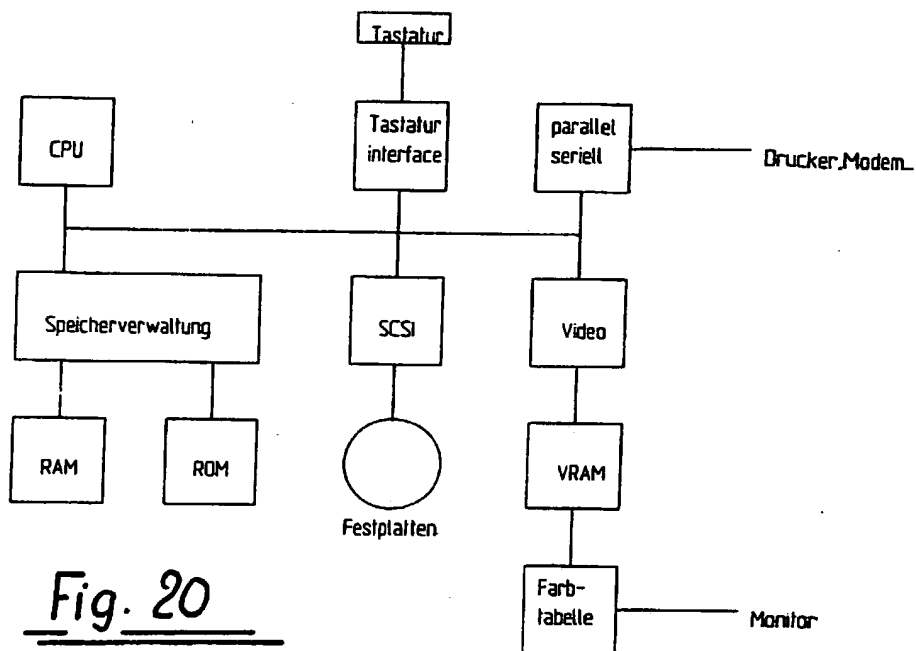 Tastatur
CPU
Tastatur
interface
parallel
seriell
Drucker,Modem...
Speicherverwaltung
SCSI
Video
RAM
ROM
VRAM
Festplatten
Farb-
tabelle
Monitor
Fig. 20